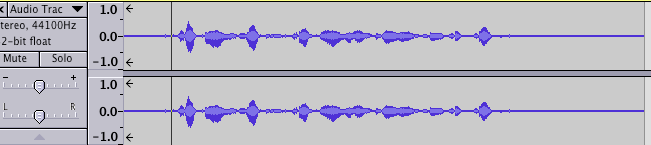 Audio Trac
tereo, 44100Hz
2-bit float
Mute Solo
- +
L R
1.0
0.0
-1.0
1.0
0.0
-1.0